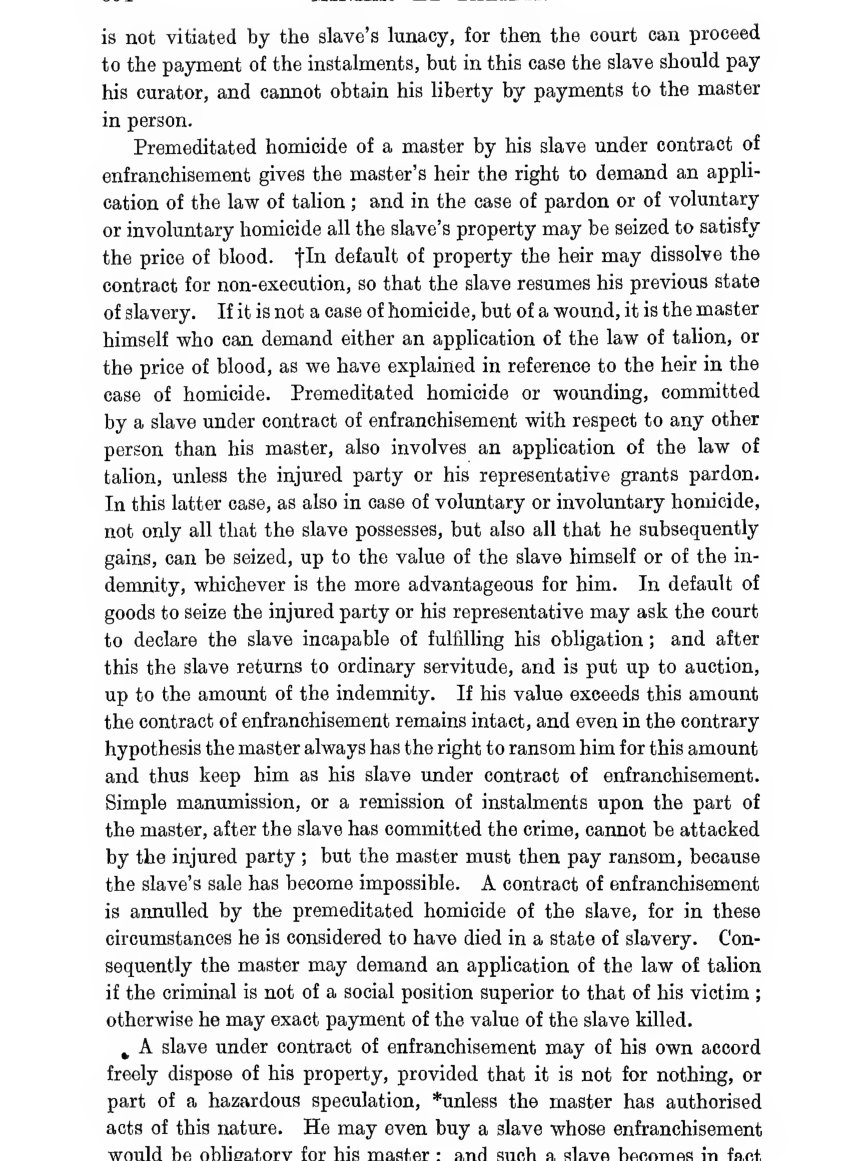 is not vitiated by the slave's lunacy, for then the court can proceed
to the payment of the instalments, but in this case the slave should pay
his curator, and cannot obtain his liberty by payments to the master
in person.
Premeditated homicide of a master by his slave under contract of
enfranchisement gives the master's heir the right to demand an appli-
cation of the law of talion ; and in the case of pardon or of voluntary
or involuntary homicide all the slave's property may be seized to satisfy
the price of blood. †In default of property the heir may dissolve the
contract for non-execution, so that the slave resumes his previous state
of slavery. If it is not a case of homicide, but of a wound, it is the master
himself who can demand either an application of the law of talion, or
the price of blood, as we have explained in reference to the heir in the
case of homicide. Premeditated homicide or wounding, committed
by a slave under contract of enfranchisement with respect to any other
person than his master, also involves an application of the law of
talion, unless the injured party or his representative grants pardon.
In this latter case, as also in case of voluntary or involuntary homicide,
not only all that the slave possesses, but also all that he subsequently
gains, can be seized, up to the value of the slave himself or of the in-
demnity, whichever is the more advantageous for him. In default of
goods to seize the injured party or his representative may ask the court
to declare the slave incapable of fulfilling his obligation ; and after
this the slave returns to ordinary servitude, and is put up to auction,
up to the amount of the indemnity. If his value exceeds this amount
the contract of enfranchisement remains intact, and even in the contrary
hypothesis the master always has the right to ransom him for this amount
and thus keep him as his slave under contract of enfranchisement.
Simple manumission, or a remission of instalments upon the part of
the master, after the slave has committed the crime, cannot be attacked
by the injured party ; but the master must then pay ransom, because
the slave's sale has become impossible. A contract of enfranchisement
is annulled by the premeditated homicide of the slave, for in these
circumstances he is considered to have died in a state of slavery. Con-
sequently the master may demand an application of the law of talion
if the criminal is not of a social position superior to that of his victim ;
otherwise he may exact payment of the value of the slave killed.
A slave under contract of enfranchisement may of his own accord
freely dispose of his property, provided that it is not for nothing, or
part of a hazardous speculation, *unless the master has authorised
acts of this nature. He may even buy a slave whose enfranchisement
would be obligatory for his master ; and such a slave becomes in fact